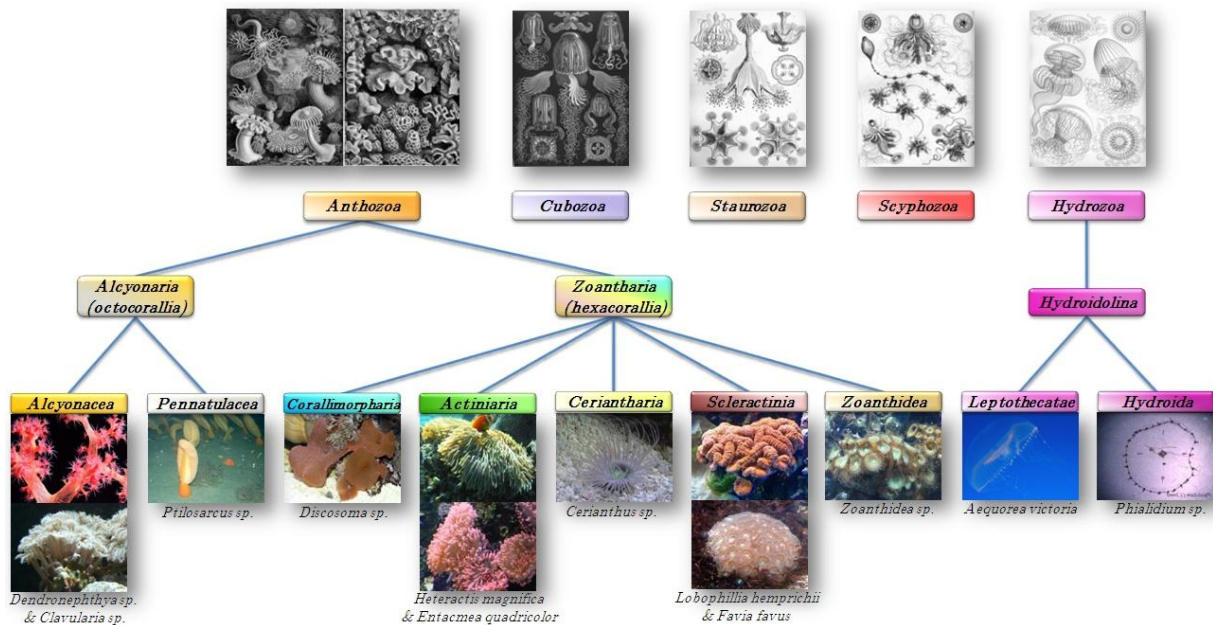 Anthozoa
Cubozoa
Staurozoa
Scyphozoa
Hydrozoa
Alcyonaria
(octocorallia)
Zoantharia
(hexacorallia)
Hydroidolina
Alcyonacea
Pennatulacea
Corallimorpharia
Actiniaria
Ceriantharia
Scleractinia
Zoanthidea
Leptothecatae
Hydroida
Ptilosarcus sp.
Discosoma sp.
Cerianthus sp.
Zoanthidea sp.
Aequorea victoria
Phialidium sp.
Dendronephthya sp.
& Clavularia sp.
Heteractis magnifica
& Entacmea quadricolor
Lobophillia hemprichii
& Favia favus